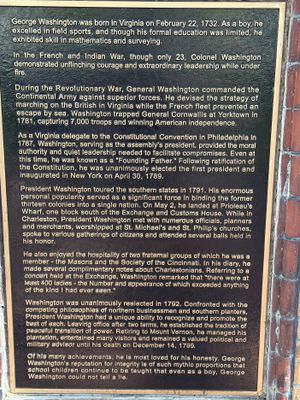 George Washington was born in Virginia on February 22, 1732. As a boy, he
excelled in field sports, and though his formal education was limited, he
exhibited skill in mathematics and surveying.
In the French and Indian War, though only 23, Colonel Washington
demonstrated unflinching courage and extraordinary leadership while under
fire.
During the Revolutionary War, General Washington commanded the
Continental Army against superior forces. He devised the strategy of
marching on the British in Virginia while the French fleet prevented an
escape by sea. Washington trapped General Cornwallis at Yorktown in
1781, capturing 7,000 troops and winning American independence.
As a Virginia delegate to the Constitutional Convention in Philadelphia in
1787, Washington, serving as the assembly's president, provided the moral
authority and quiet leadership needed to facilitate compromises. Even at
this time, he was known as a "Founding Father." Following ratification of
the Constitution, he was unanimously elected the first president and
inaugurated in New York on April 30, 1789.
President Washington toured the southern states in 1791. His enormous
personal popularity served as a significant force in binding the former
thirteen colonies into a single nation. On May 2, he landed at Prioleau's
Wharf, one block south of the Exchange and Customs House. While in
Charleston, President Washington met with numerous officials, planters
and merchants, worshipped at St. Michael's and St. Philip's churches,
spoke to various gatherings of citizens and attended several balls held in
his honor.
He also enjoyed the hospitality of two fraternal groups of which he was a
member - the Masons and the Society of the Cincinnati. In his diary, he
made several complimentary notes about Charlestonians. Referring to a
concert held at the Exchange, Washington remarked that "there were at
least 400 ladies - the Number and appearance of which exceeded anything
of the kind I had ever seen."
Washington was unanimously reelected in 1792. Confronted with the
competing philosophies of northern businessmen and southern planters,
President Washington had a unique ability to recognize and promote the
best of each. Leaving office after two terms, he established the tradition of
peaceful transition of power. Retiring to Mount Vernon, he managed his
plantation, entertained many visitors and remained a valued political and
military advisor until his death on December 14, 1799.
Of his many achievements, he is most loved for his honesty. George
Washington's reputation for integrity is of such mythic proportions that
school children continue to be taught that even as a boy, George
Washington could not tell a lie.